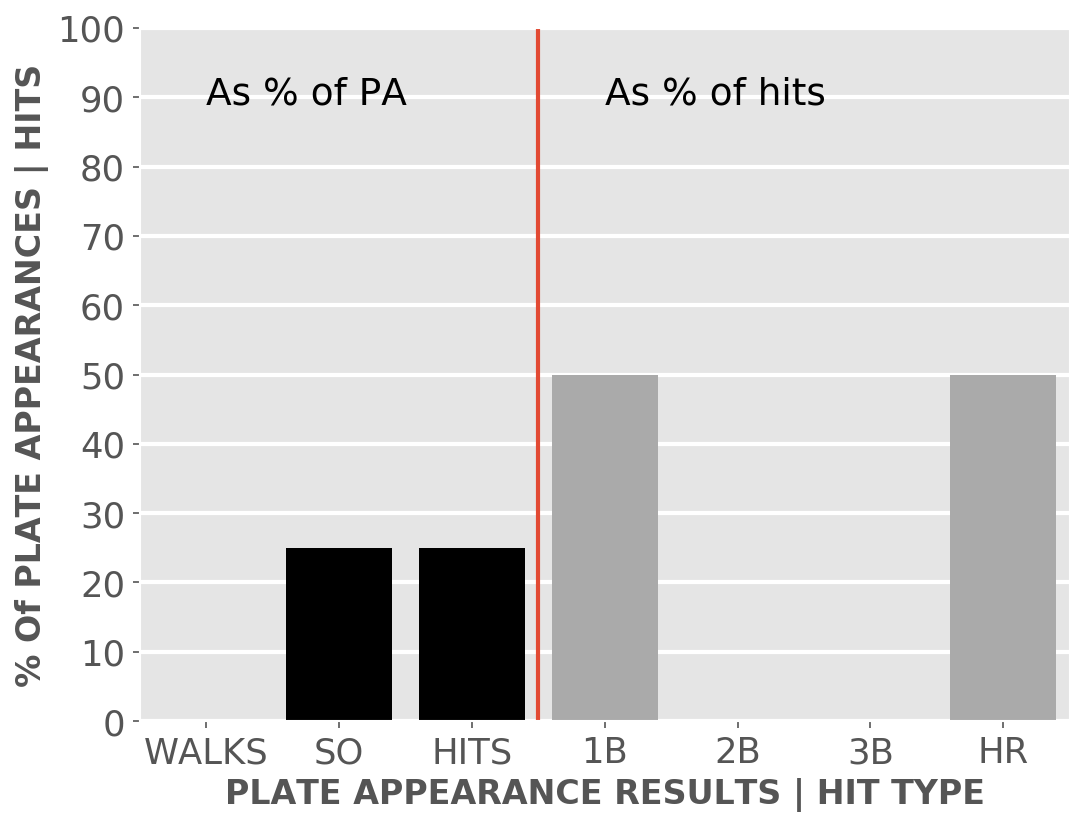 % Of PLATE APPEARANCES | HITS
100
90
80
70
60
50
40
30
20
10
0
As % of PA
As % of hits
WALKS SO HITS 1B 2B 3B HR
PLATE APPEARANCE RESULTS | HIT TYPE